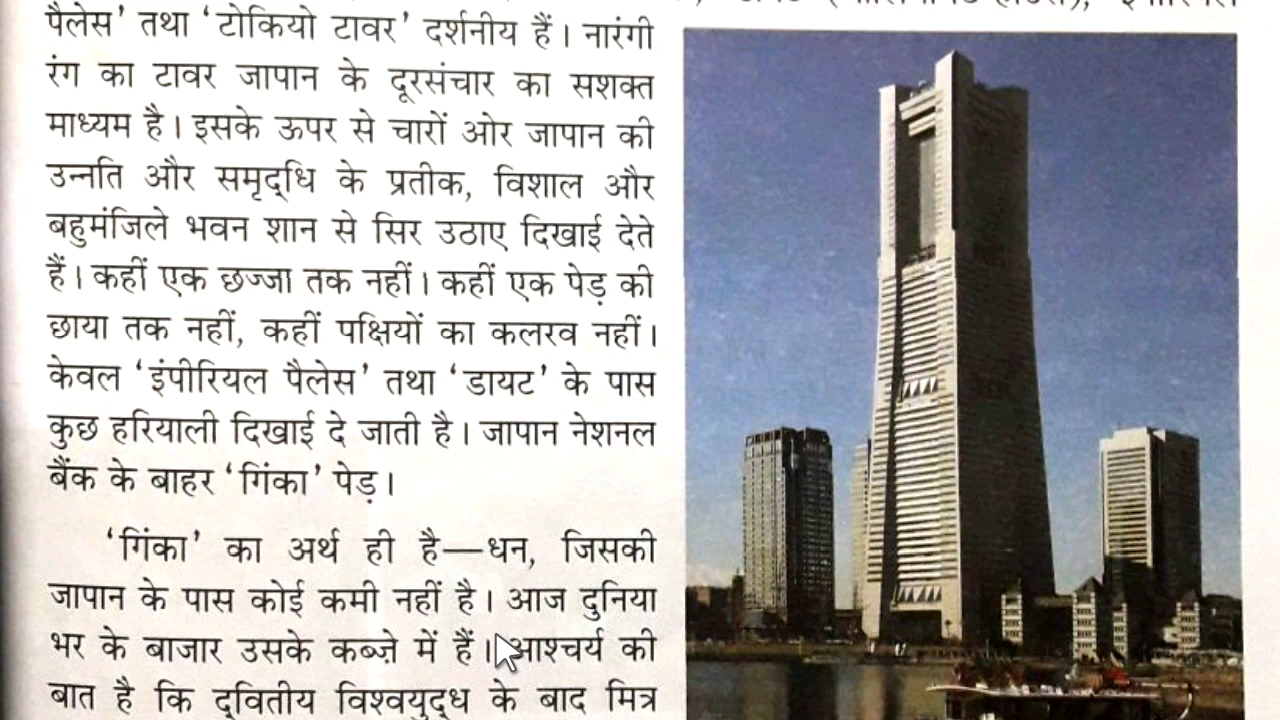 पैलेस’ तथा ‘टोकियो टावर’ दर्शनीय हैं। नारंगी
रंग का टावर जापान के दूरसंचार का सशक्त
माध्यम है। इसके ऊपर से चारों ओर जापान की
उन्नति और समृद्धि के प्रतीक, विशाल और
बहुमंजिले भवन शान से सिर उठाए दिखाई देते
हैं। कहीं एक छज्जा तक नहीं। कहीं एक पेड़ की
छाया तक नहीं, कहीं पक्षियों का कलरव नहीं।
केवल ‘इंपीरियल पैलेस’ तथा ‘डायट’ के पास
कुछ हरियाली दिखाई दे जाती है। जापान नेशनल
बैंक के बाहर ‘गिंका’ पेड़।
‘गिंका’ का अर्थ ही है—धन, जिसकी
जापान के पास कोई कमी नहीं है। आज दुनिया
भर के बाजार उसके कब्ज़े में हैं। आश्चर्य की
बात है कि द्वितीय विश्वयुद्ध के बाद मित्र